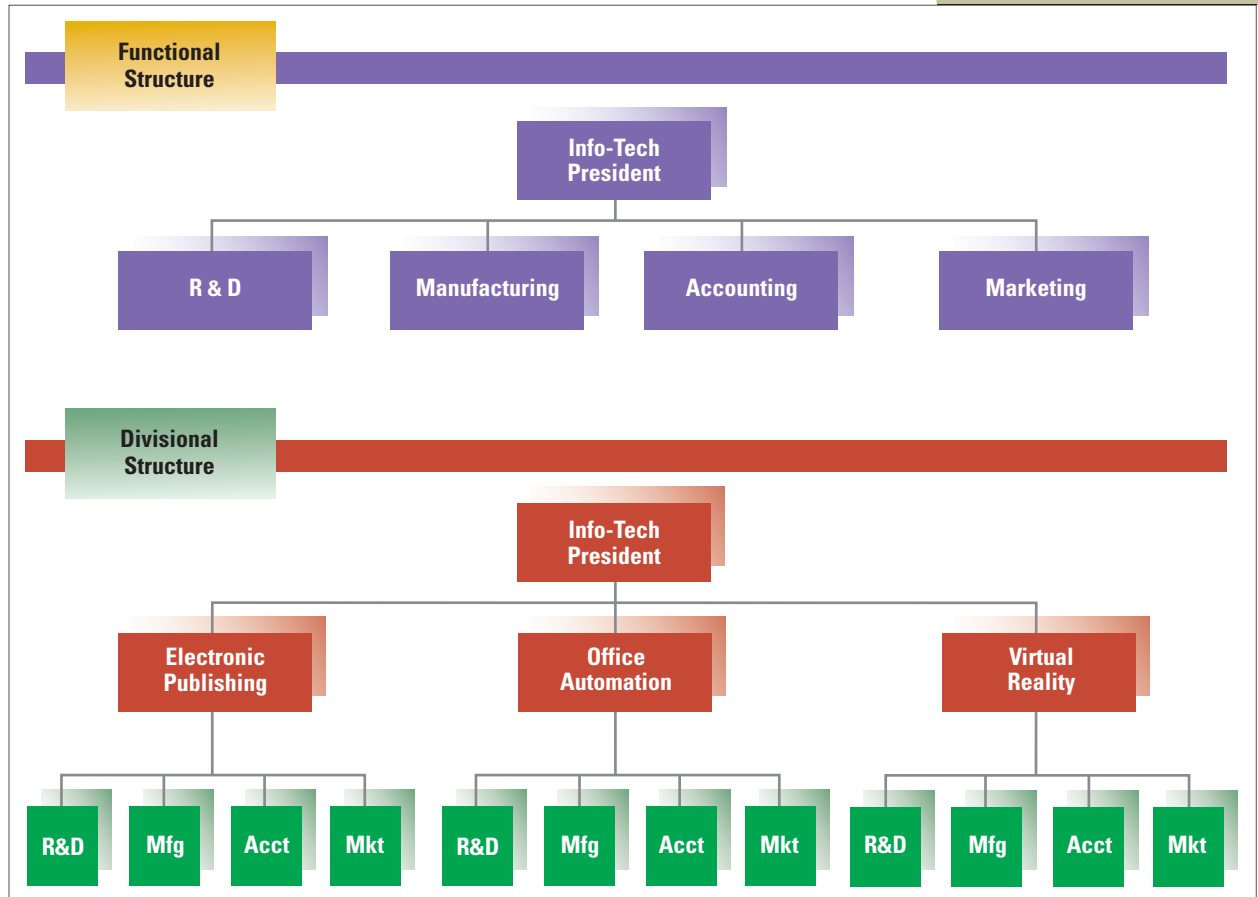 Functional
Structure
Info-Tech
President
R & D
Manufacturing
Accounting
Marketing
Divisional
Structure
Info-Tech
President
Electronic
Publishing
Office
Automation
Virtual
Reality
R&D
Mfg
Acct
Mkt
R&D
Mfg
Acct
Mkt
R&D
Mfg
Acct
Mkt